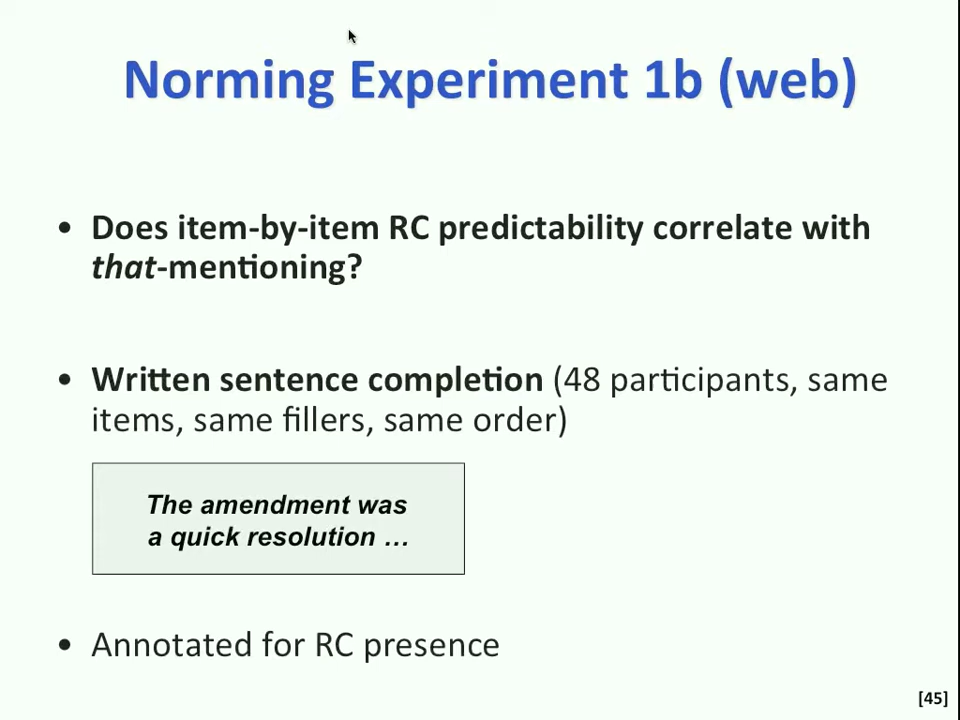 Norming Experiment 1b (web)
• Does item-by-item RC predictability correlate with
that-mentioning?
• Written sentence completion (48 participants, same
items, same fillers, same order)
The amendment was
a quick resolution …
• Annotated for RC presence
[45]